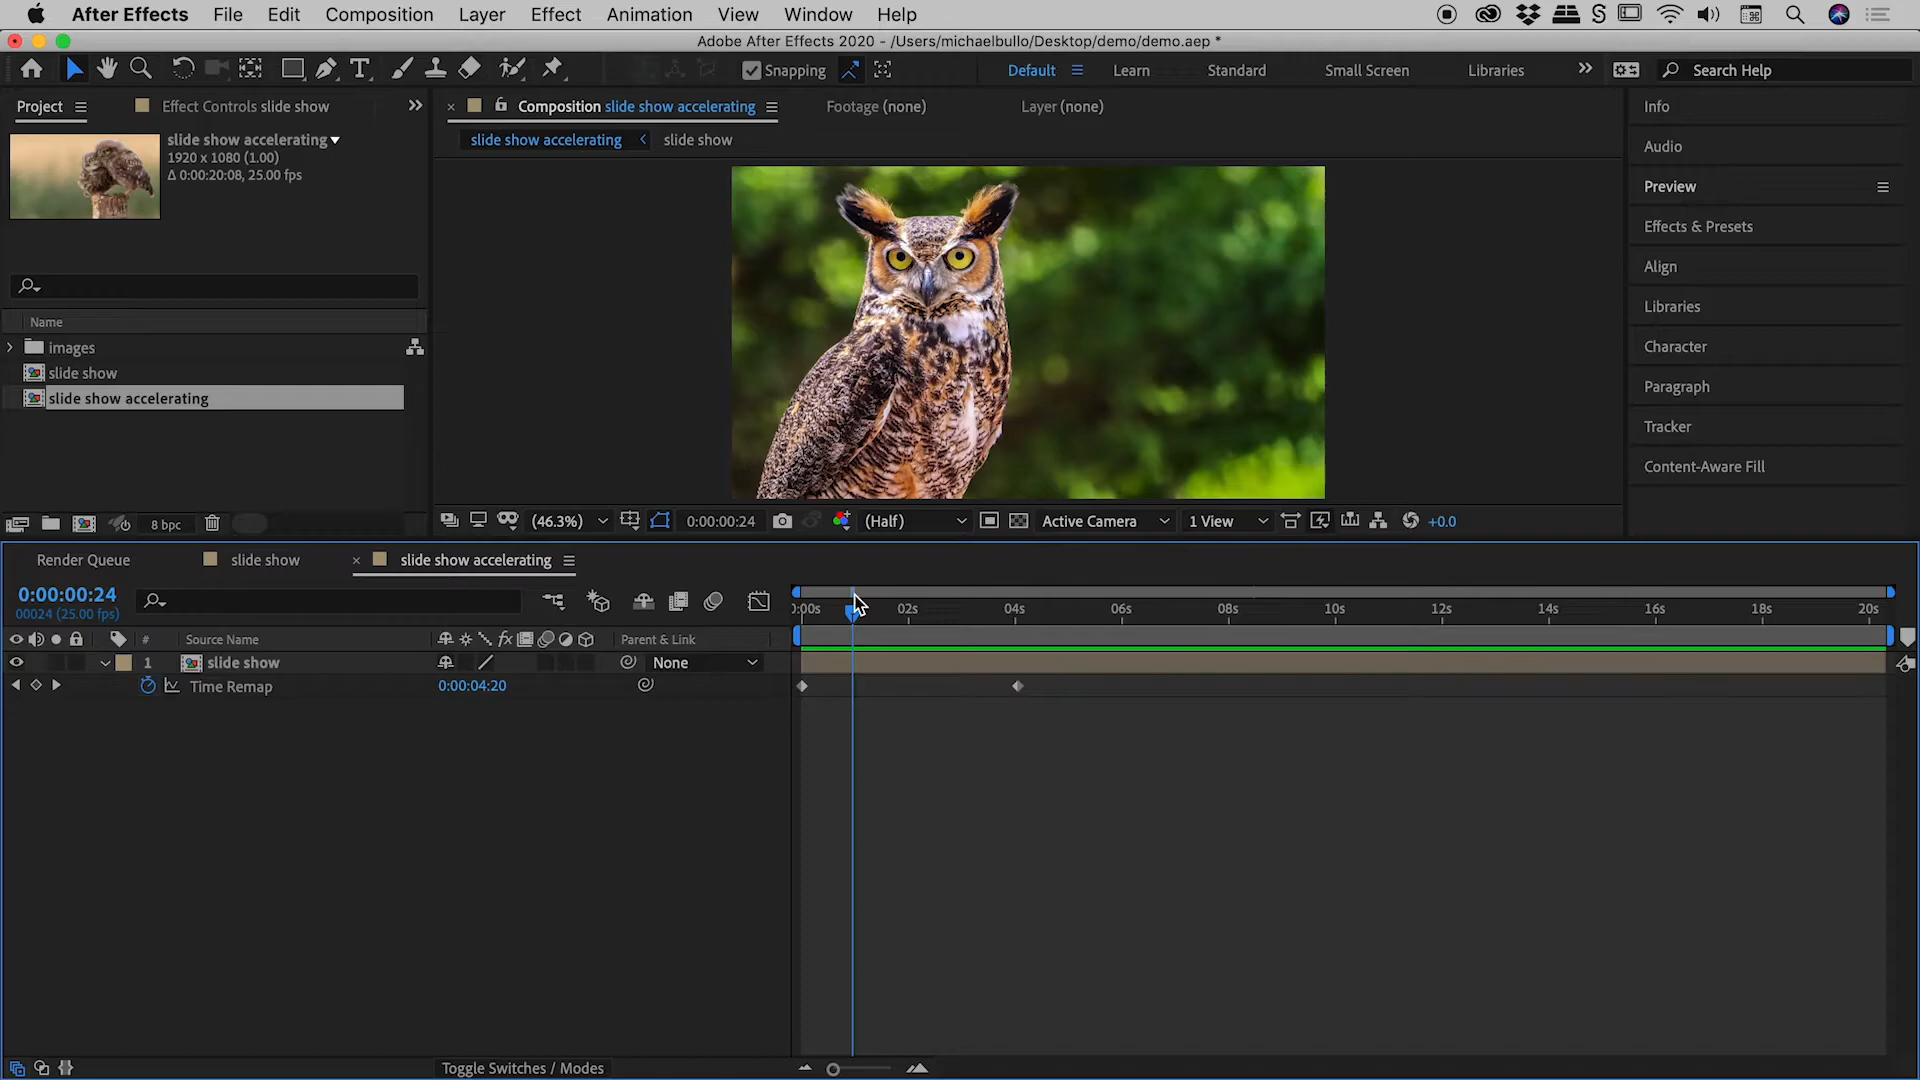 After Effects File Edit Composition Layer Effect Animation View Window Help
Adobe After Effects 2020 - /Users/michaelbullo/Desktop/demo/demo.aep *
Snapping Default Learn Standard Small Screen Libraries Search Help
Project Effect Controls slide show
Composition slide show accelerating Footage (none) Layer (none)
slide show accelerating slide show
slide show accelerating
1920 x 1080 (1.00)
Δ 0:00:20:08, 25.00 fps
Name
images
slide show
slide show accelerating
8 bpc
(46.3%) 0:00:00:24 (Half) Active Camera 1 View +0.0
Info
Audio
Preview
Effects & Presets
Align
Libraries
Character
Paragraph
Tracker
Content-Aware Fill
Render Queue slide show slide show accelerating
0:00:00:24
00024 (25.00 fps)
0:00s 02s 04s 06s 08s 10s 12s 14s 16s 18s 20s
# Source Name fx Parent & Link
1 slide show None
Time Remap 0:00:04:20
Toggle Switches / Modes